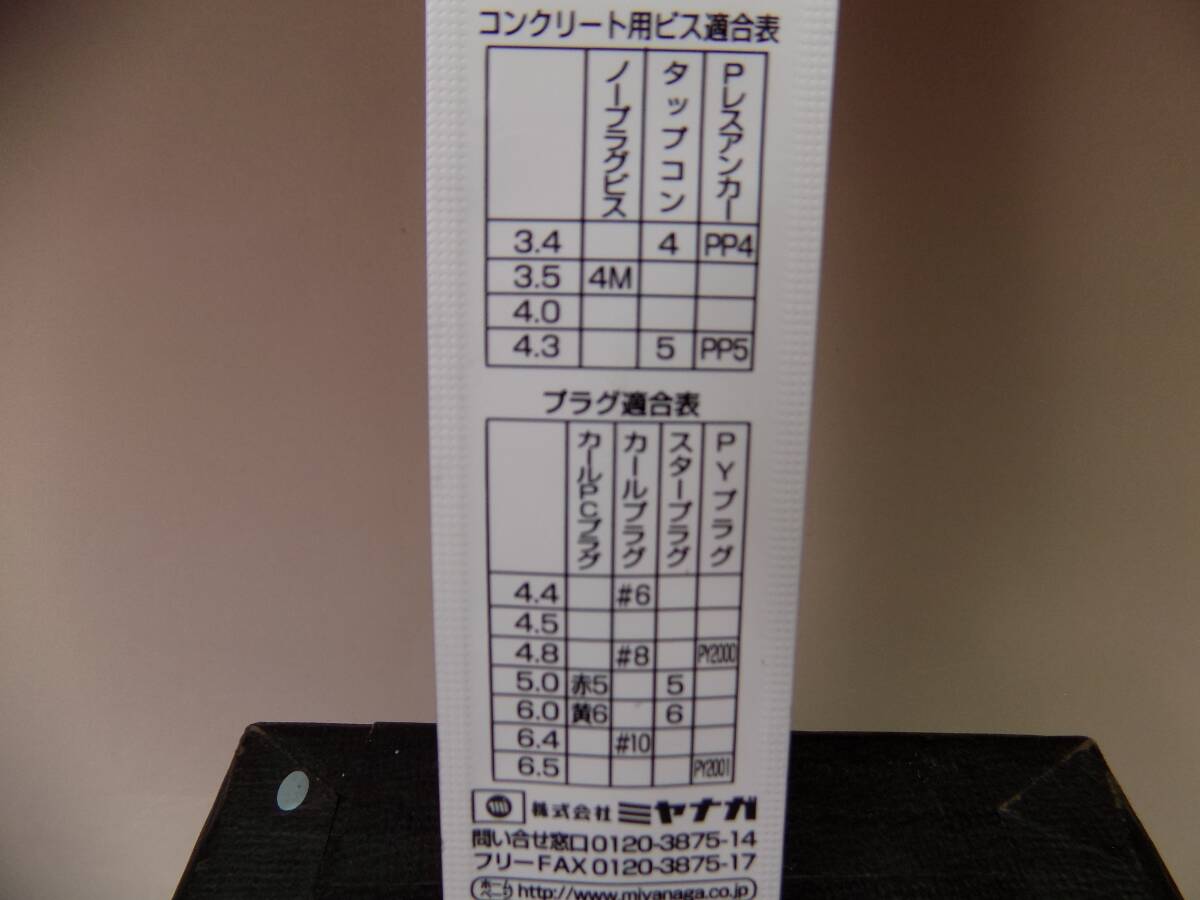 コンクリート用ビス適合表
ノープラグビス タップコン Pレスアンカー
3.4 4 PP4
3.5 4M
4.0
4.3 5 PP5
プラグ適合表
カールPCプラグ カールプラグ スタープラグ PYプラグ
4.4 #6
4.5
4.8 #8 PY2000
5.0 赤5 5
6.0 黄6 6
6.4 #10
6.5 PY2001
株式会社 ミヤナガ
問い合せ窓口0120-3875-14
フリーFAX0120-3875-17
ホームページ http://www.miyanaga.co.jp